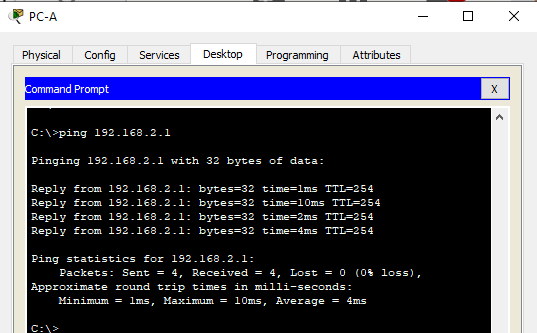 PC-A
Physical Config Services Desktop Programming Attributes
Command Prompt X
C:\>ping 192.168.2.1
Pinging 192.168.2.1 with 32 bytes of data:
Reply from 192.168.2.1: bytes=32 time=1ms TTL=254
Reply from 192.168.2.1: bytes=32 time=10ms TTL=254
Reply from 192.168.2.1: bytes=32 time=2ms TTL=254
Reply from 192.168.2.1: bytes=32 time=4ms TTL=254
Ping statistics for 192.168.2.1:
Packets: Sent = 4, Received = 4, Lost = 0 (0% loss),
Approximate round trip times in milli-seconds:
Minimum = 1ms, Maximum = 10ms, Average = 4ms
C:\>